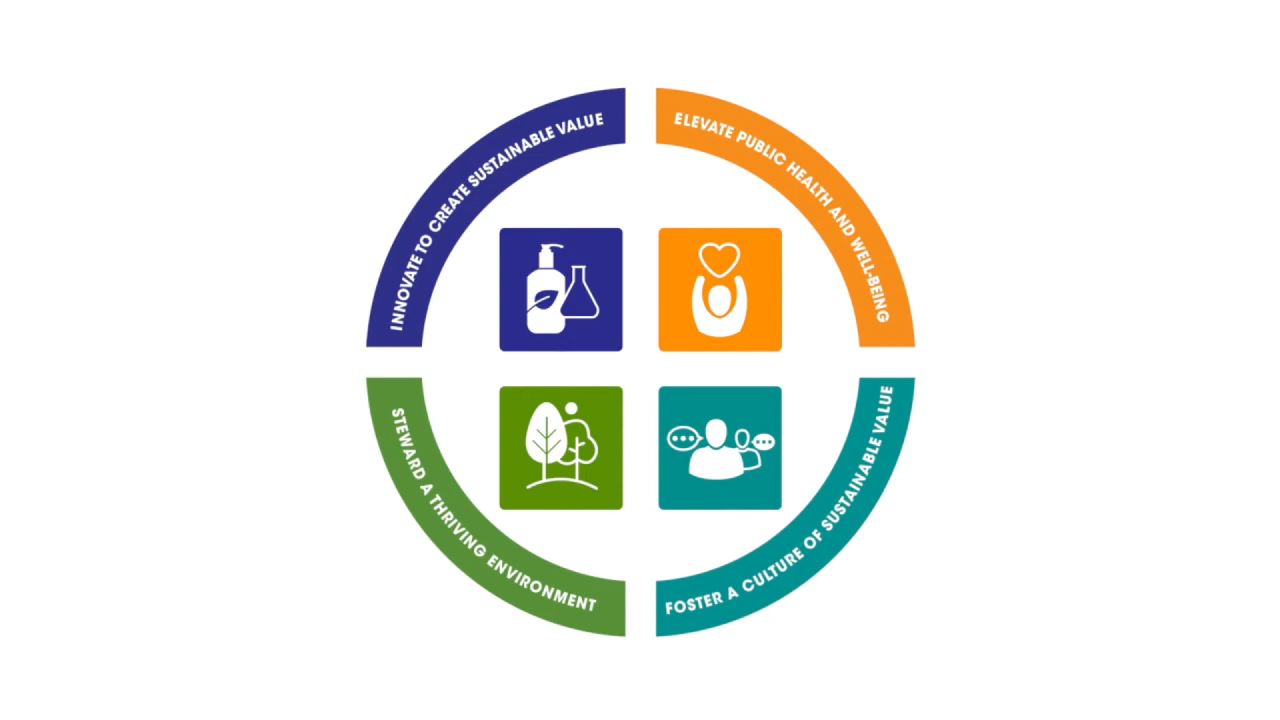 INNOVATE TO CREATE SUSTAINABLE VALUE
ELEVATE PUBLIC HEALTH AND WELL-BEING
STEWARD A THRIVING ENVIRONMENT
FOSTER A CULTURE OF SUSTAINABLE VALUE